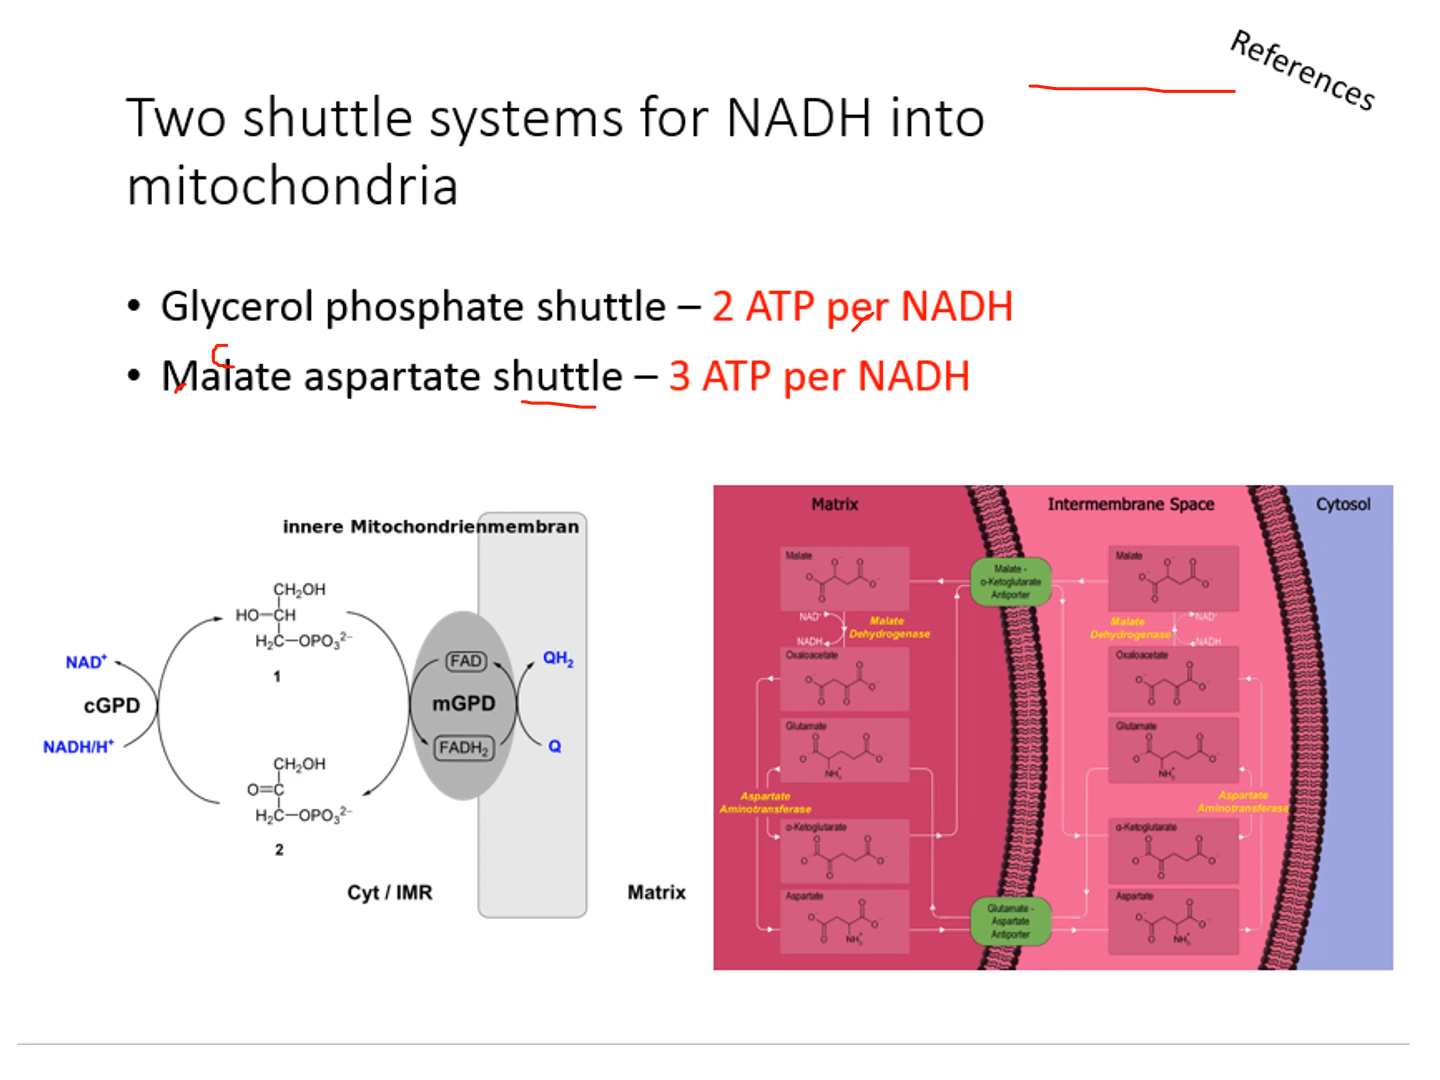 References
Two shuttle systems for NADH into
mitochondria
• Glycerol phosphate shuttle – 2 ATP per NADH
• Malate aspartate shuttle – 3 ATP per NADH
innere Mitochondrienmembran
CH₂OH
HO–CH
H₂C–OPO₃²⁻
1
NAD⁺
cGPD
NADH/H⁺
FAD
mGPD
FADH₂
QH₂
Q
CH₂OH
O=C
H₂C–OPO₃²⁻
2
Cyt / IMR
Matrix
Matrix
Intermembrane Space
Cytosol
Malate
O⁻
O
O⁻
O⁻
O
NAD⁺
NADH
Malate
Dehydrogenase
Oxaloacetate
O
O⁻
O⁻
O
O
Glutamate
O
O
O⁻
O⁻
NH₃⁺
Aspartate
Aminotransferase
α-Ketoglutarate
O
O
O⁻
O⁻
O
Aspartate
O
O⁻
O⁻
O
NH₃⁺
Malate -
α-Ketoglutarate
Antiporter
Glutamate -
Aspartate
Antiporter
Malate
O⁻
O
O⁻
O⁻
O
Malate
Dehydrogenase
NAD⁺
NADH
Oxaloacetate
O
O⁻
O⁻
O
O
Glutamate
O
O
O⁻
O⁻
NH₃⁺
Aspartate
Aminotransferase
α-Ketoglutarate
O
O
O⁻
O⁻
O
Aspartate
O
O⁻
O⁻
O
NH₃⁺